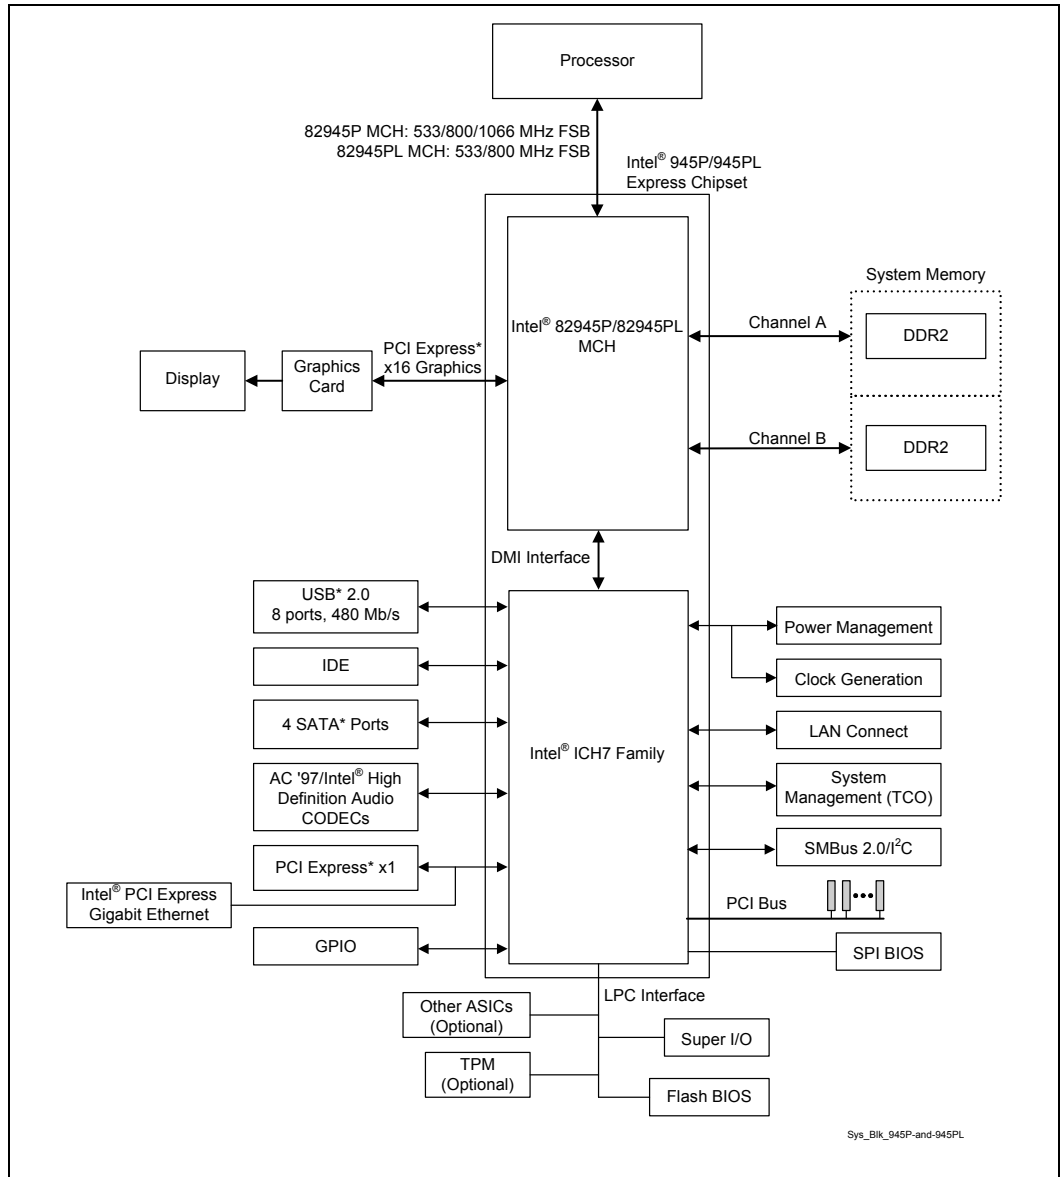 Processor
82945P MCH: 533/800/1066 MHz FSB
82945PL MCH: 533/800 MHz FSB
Intel® 945P/945PL
Express Chipset
System Memory
Intel® 82945P/82945PL
MCH
Channel A
DDR2
PCI Express*
x16 Graphics
Display
Graphics
Card
Channel B
DDR2
DMI Interface
USB* 2.0
8 ports, 480 Mb/s
IDE
4 SATA* Ports
AC '97/Intel® High
Definition Audio
CODECs
PCI Express* x1
Intel® PCI Express
Gigabit Ethernet
GPIO
Intel® ICH7 Family
Power Management
Clock Generation
LAN Connect
System
Management (TCO)
SMBus 2.0/I²C
PCI Bus
SPI BIOS
LPC Interface
Other ASICs
(Optional)
Super I/O
TPM
(Optional)
Flash BIOS
Sys_Blk_945P-and-945PL